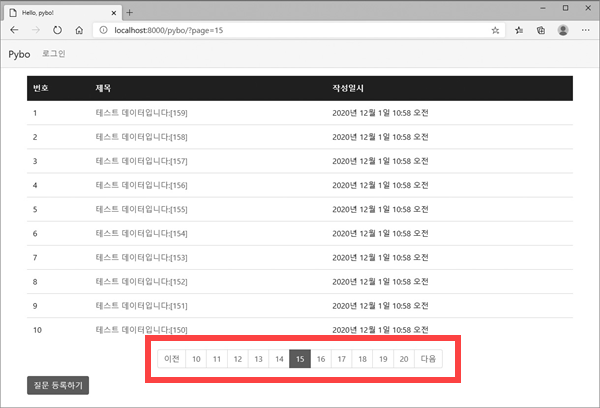 Hello, pybo!
localhost:8000/pybo/?page=15
Pybo 로그인
번호 제목 작성일시
1 테스트 데이터입니다:[159] 2020년 12월 1일 10:58 오전
2 테스트 데이터입니다:[158] 2020년 12월 1일 10:58 오전
3 테스트 데이터입니다:[157] 2020년 12월 1일 10:58 오전
4 테스트 데이터입니다:[156] 2020년 12월 1일 10:58 오전
5 테스트 데이터입니다:[155] 2020년 12월 1일 10:58 오전
6 테스트 데이터입니다:[154] 2020년 12월 1일 10:58 오전
7 테스트 데이터입니다:[153] 2020년 12월 1일 10:58 오전
8 테스트 데이터입니다:[152] 2020년 12월 1일 10:58 오전
9 테스트 데이터입니다:[151] 2020년 12월 1일 10:58 오전
10 테스트 데이터입니다:[150] 2020년 12월 1일 10:58 오전
이전 10 11 12 13 14 15 16 17 18 19 20 다음
질문 등록하기